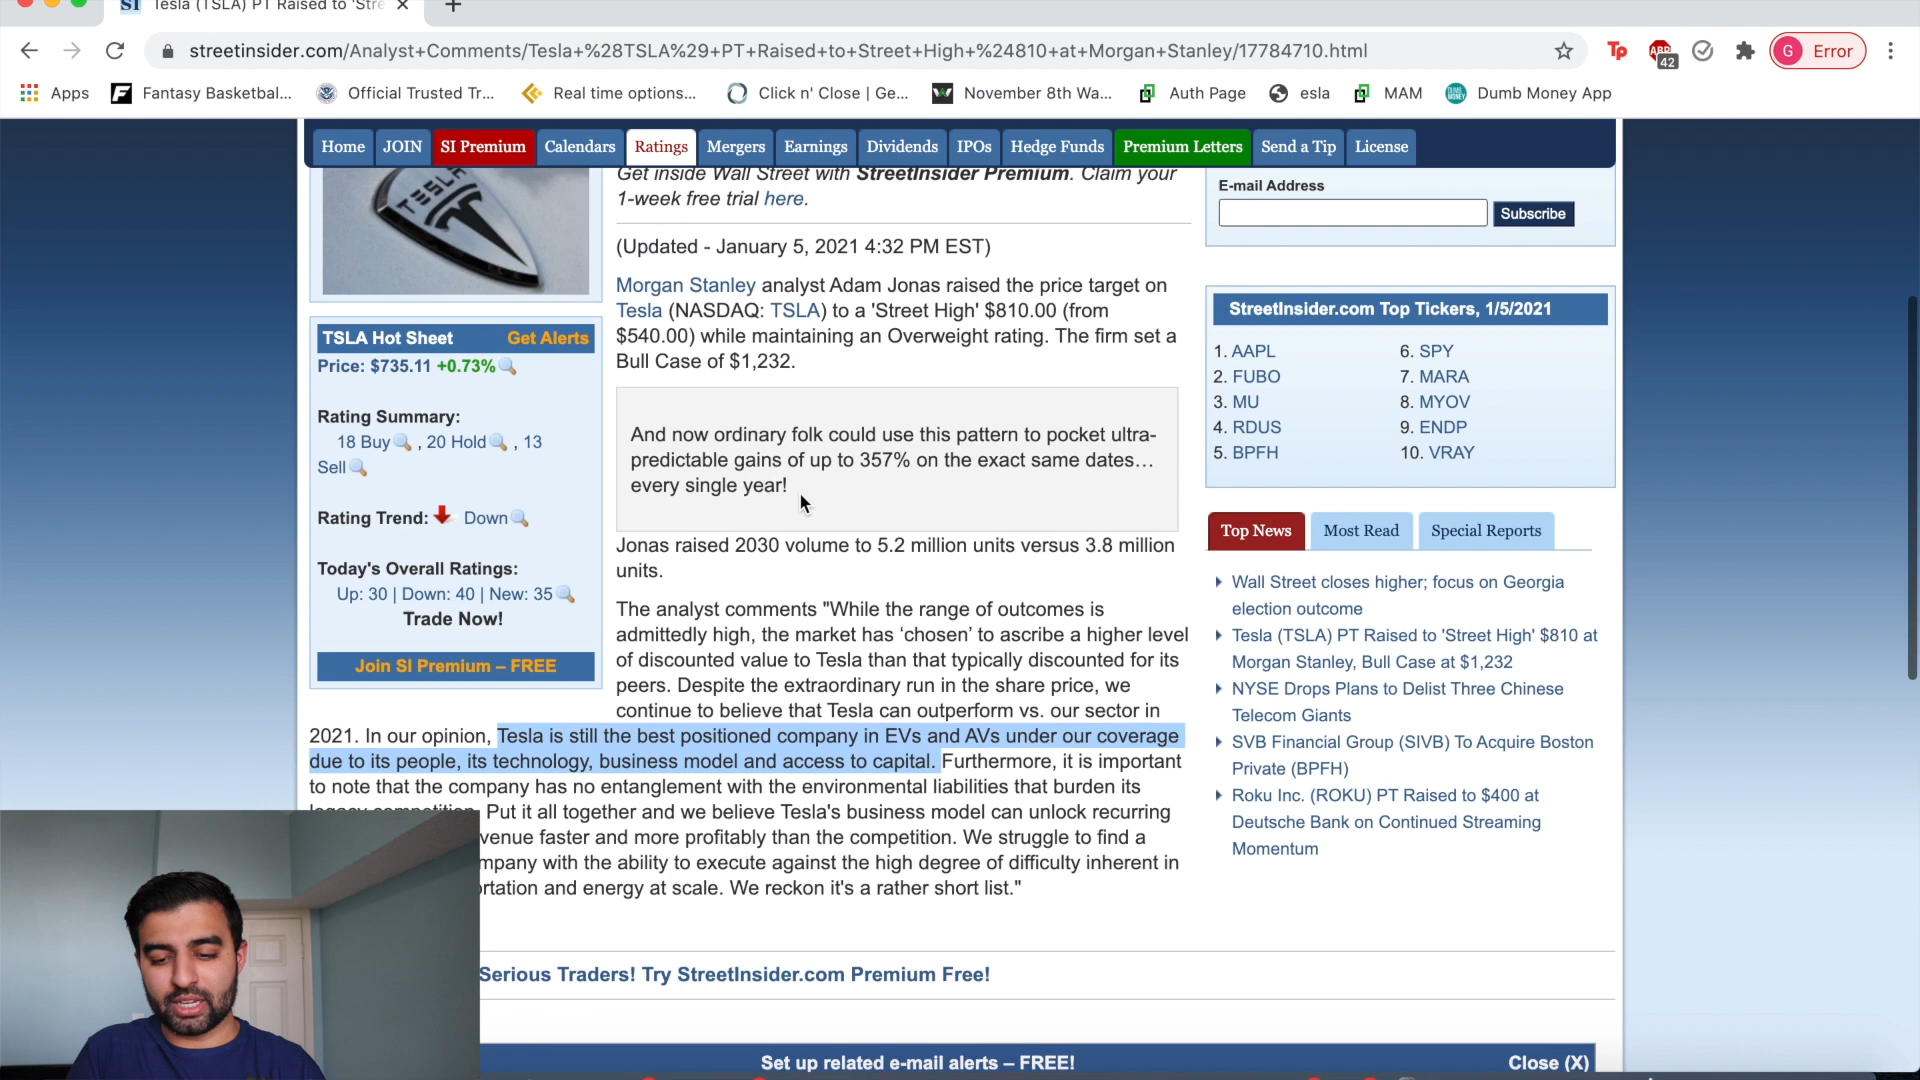 SI Tesla (TSLA) PT Raised to 'Stre
streetinsider.com/Analyst+Comments/Tesla+%28TSLA%29+PT+Raised+to+Street+High+%24810+at+Morgan+Stanley/17784710.html
Tp ABP 42 G Error
Apps Fantasy Basketbal... Official Trusted Tr... Real time options... Click n' Close | Ge... November 8th Wa... Auth Page esla MAM Dumb Money App
Home JOIN SI Premium Calendars Ratings Mergers Earnings Dividends IPOs Hedge Funds Premium Letters Send a Tip License
TESLA
TSLA Hot Sheet Get Alerts
Price: $735.11 +0.73%
Rating Summary:
18 Buy , 20 Hold , 13
Sell
Rating Trend: Down
Today's Overall Ratings:
Up: 30 | Down: 40 | New: 35
Trade Now!
Join SI Premium – FREE
Get inside Wall Street with StreetInsider Premium. Claim your
1-week free trial here.
(Updated - January 5, 2021 4:32 PM EST)
Morgan Stanley analyst Adam Jonas raised the price target on
Tesla (NASDAQ: TSLA) to a 'Street High' $810.00 (from
$540.00) while maintaining an Overweight rating. The firm set a
Bull Case of $1,232.
And now ordinary folk could use this pattern to pocket ultra-
predictable gains of up to 357% on the exact same dates…
every single year!
Jonas raised 2030 volume to 5.2 million units versus 3.8 million
units.
The analyst comments "While the range of outcomes is
admittedly high, the market has ‘chosen’ to ascribe a higher level
of discounted value to Tesla than that typically discounted for its
peers. Despite the extraordinary run in the share price, we
continue to believe that Tesla can outperform vs. our sector in
2021. In our opinion, Tesla is still the best positioned company in EVs and AVs under our coverage
due to its people, its technology, business model and access to capital. Furthermore, it is important
to note that the company has no entanglement with the environmental liabilities that burden its
legacy competition. Put it all together and we believe Tesla's business model can unlock recurring
venue faster and more profitably than the competition. We struggle to find a
mpany with the ability to execute against the high degree of difficulty inherent in
rtation and energy at scale. We reckon it's a rather short list."
Serious Traders! Try StreetInsider.com Premium Free!
Set up related e-mail alerts – FREE! Close (X)
E-mail Address
Subscribe
StreetInsider.com Top Tickers, 1/5/2021
1. AAPL 6. SPY
2. FUBO 7. MARA
3. MU 8. MYOV
4. RDUS 9. ENDP
5. BPFH 10. VRAY
Top News Most Read Special Reports
Wall Street closes higher; focus on Georgia
election outcome
Tesla (TSLA) PT Raised to 'Street High' $810 at
Morgan Stanley, Bull Case at $1,232
NYSE Drops Plans to Delist Three Chinese
Telecom Giants
SVB Financial Group (SIVB) To Acquire Boston
Private (BPFH)
Roku Inc. (ROKU) PT Raised to $400 at
Deutsche Bank on Continued Streaming
Momentum